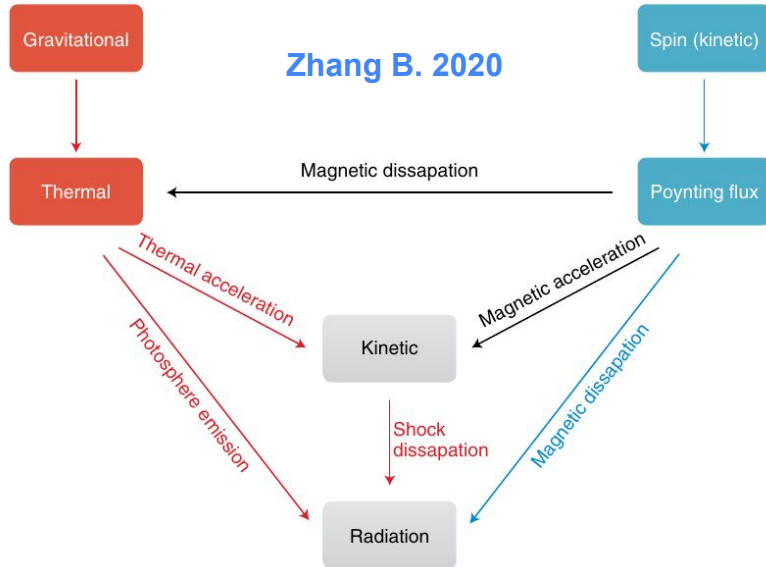 Gravitational
Spin (kinetic)
Zhang B. 2020
Magnetic dissapation
Thermal
Poynting flux
Thermal acceleration
Magnetic acceleration
Photosphere emission
Kinetic
Magnetic dissapation
Shock
dissapation
Radiation